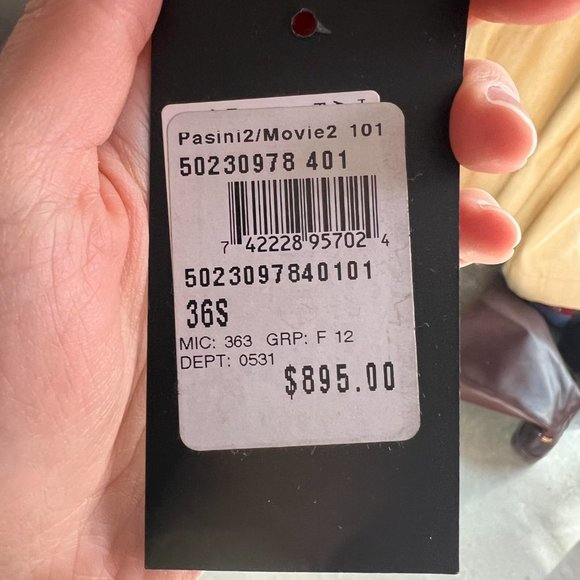 Pasini2/Movie2 101
50230978 401
7 42228 95702 4
5023097840101
36S
MIC: 363 GRP: F 12
DEPT: 0531
$895.00